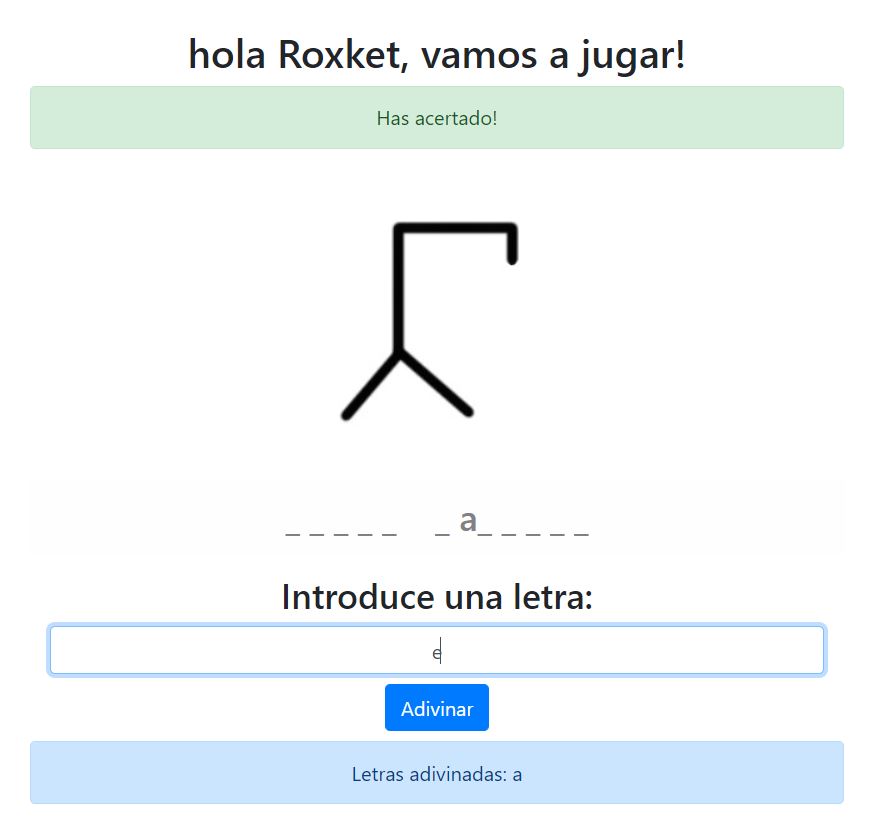 hola Roxket, vamos a jugar!
Has acertado!
_ _ _ _ _   _ a _ _ _ _ _
Introduce una letra:
e
Adivinar
Letras adivinadas: a